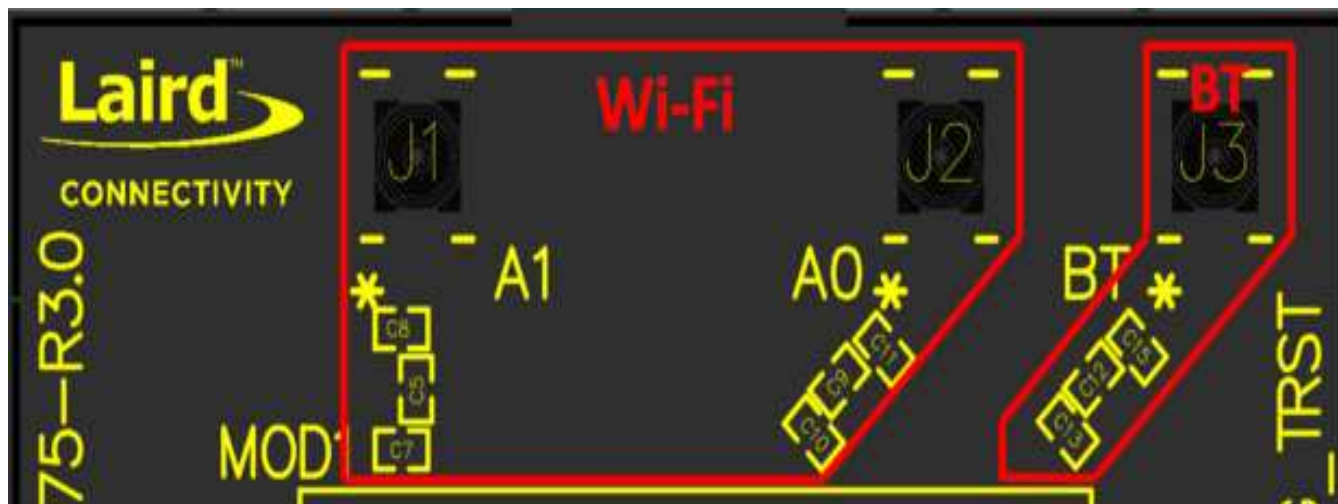 Laird™
CONNECTIVITY
Wi-Fi
BT
J1
J2
J3
A1
A0
BT
C8
C5
C7
C11
C9
C10
C15
C12
C13
MOD1
75-R3.0
TRST